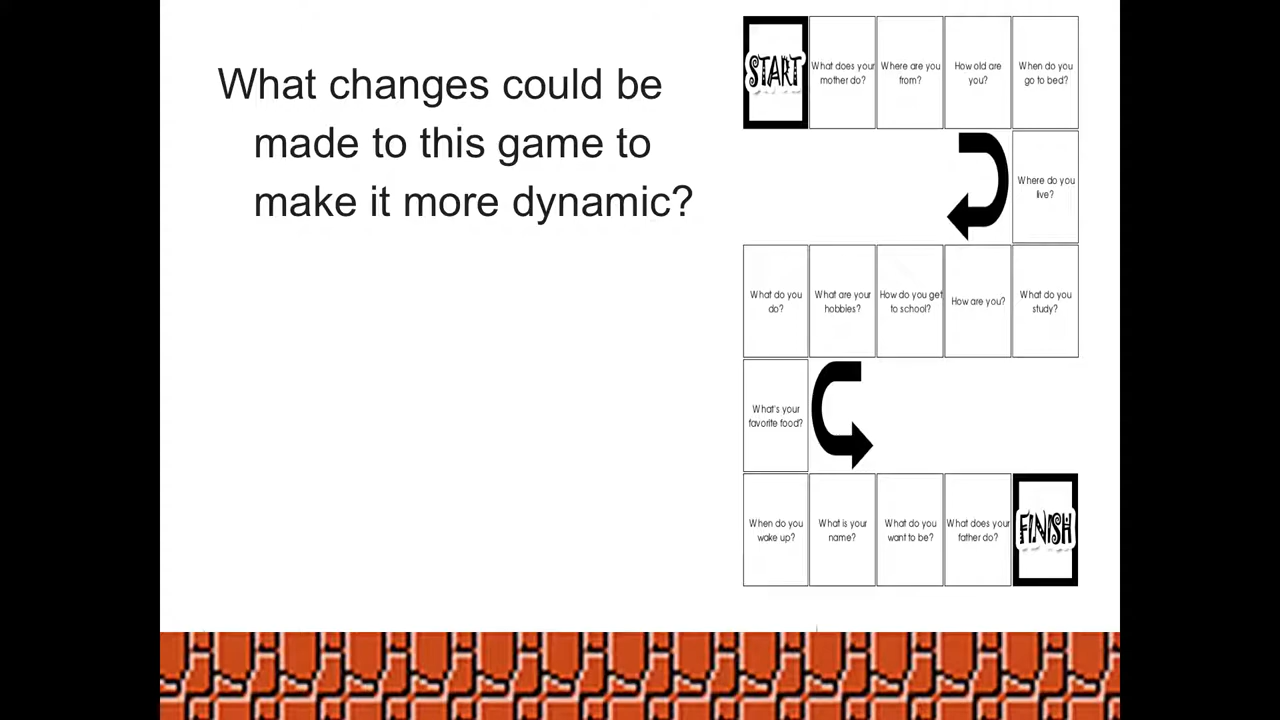 What changes could be
made to this game to
make it more dynamic?
START
What does your
mother do?
Where are you
from?
How old are
you?
When do you
go to bed?
Where do you
live?
What do you
do?
What are your
hobbies?
How do you get
to school?
How are you?
What do you
study?
What's your
favorite food?
When do you
wake up?
What is your
name?
What do you
want to be?
What does your
father do?
FINISH